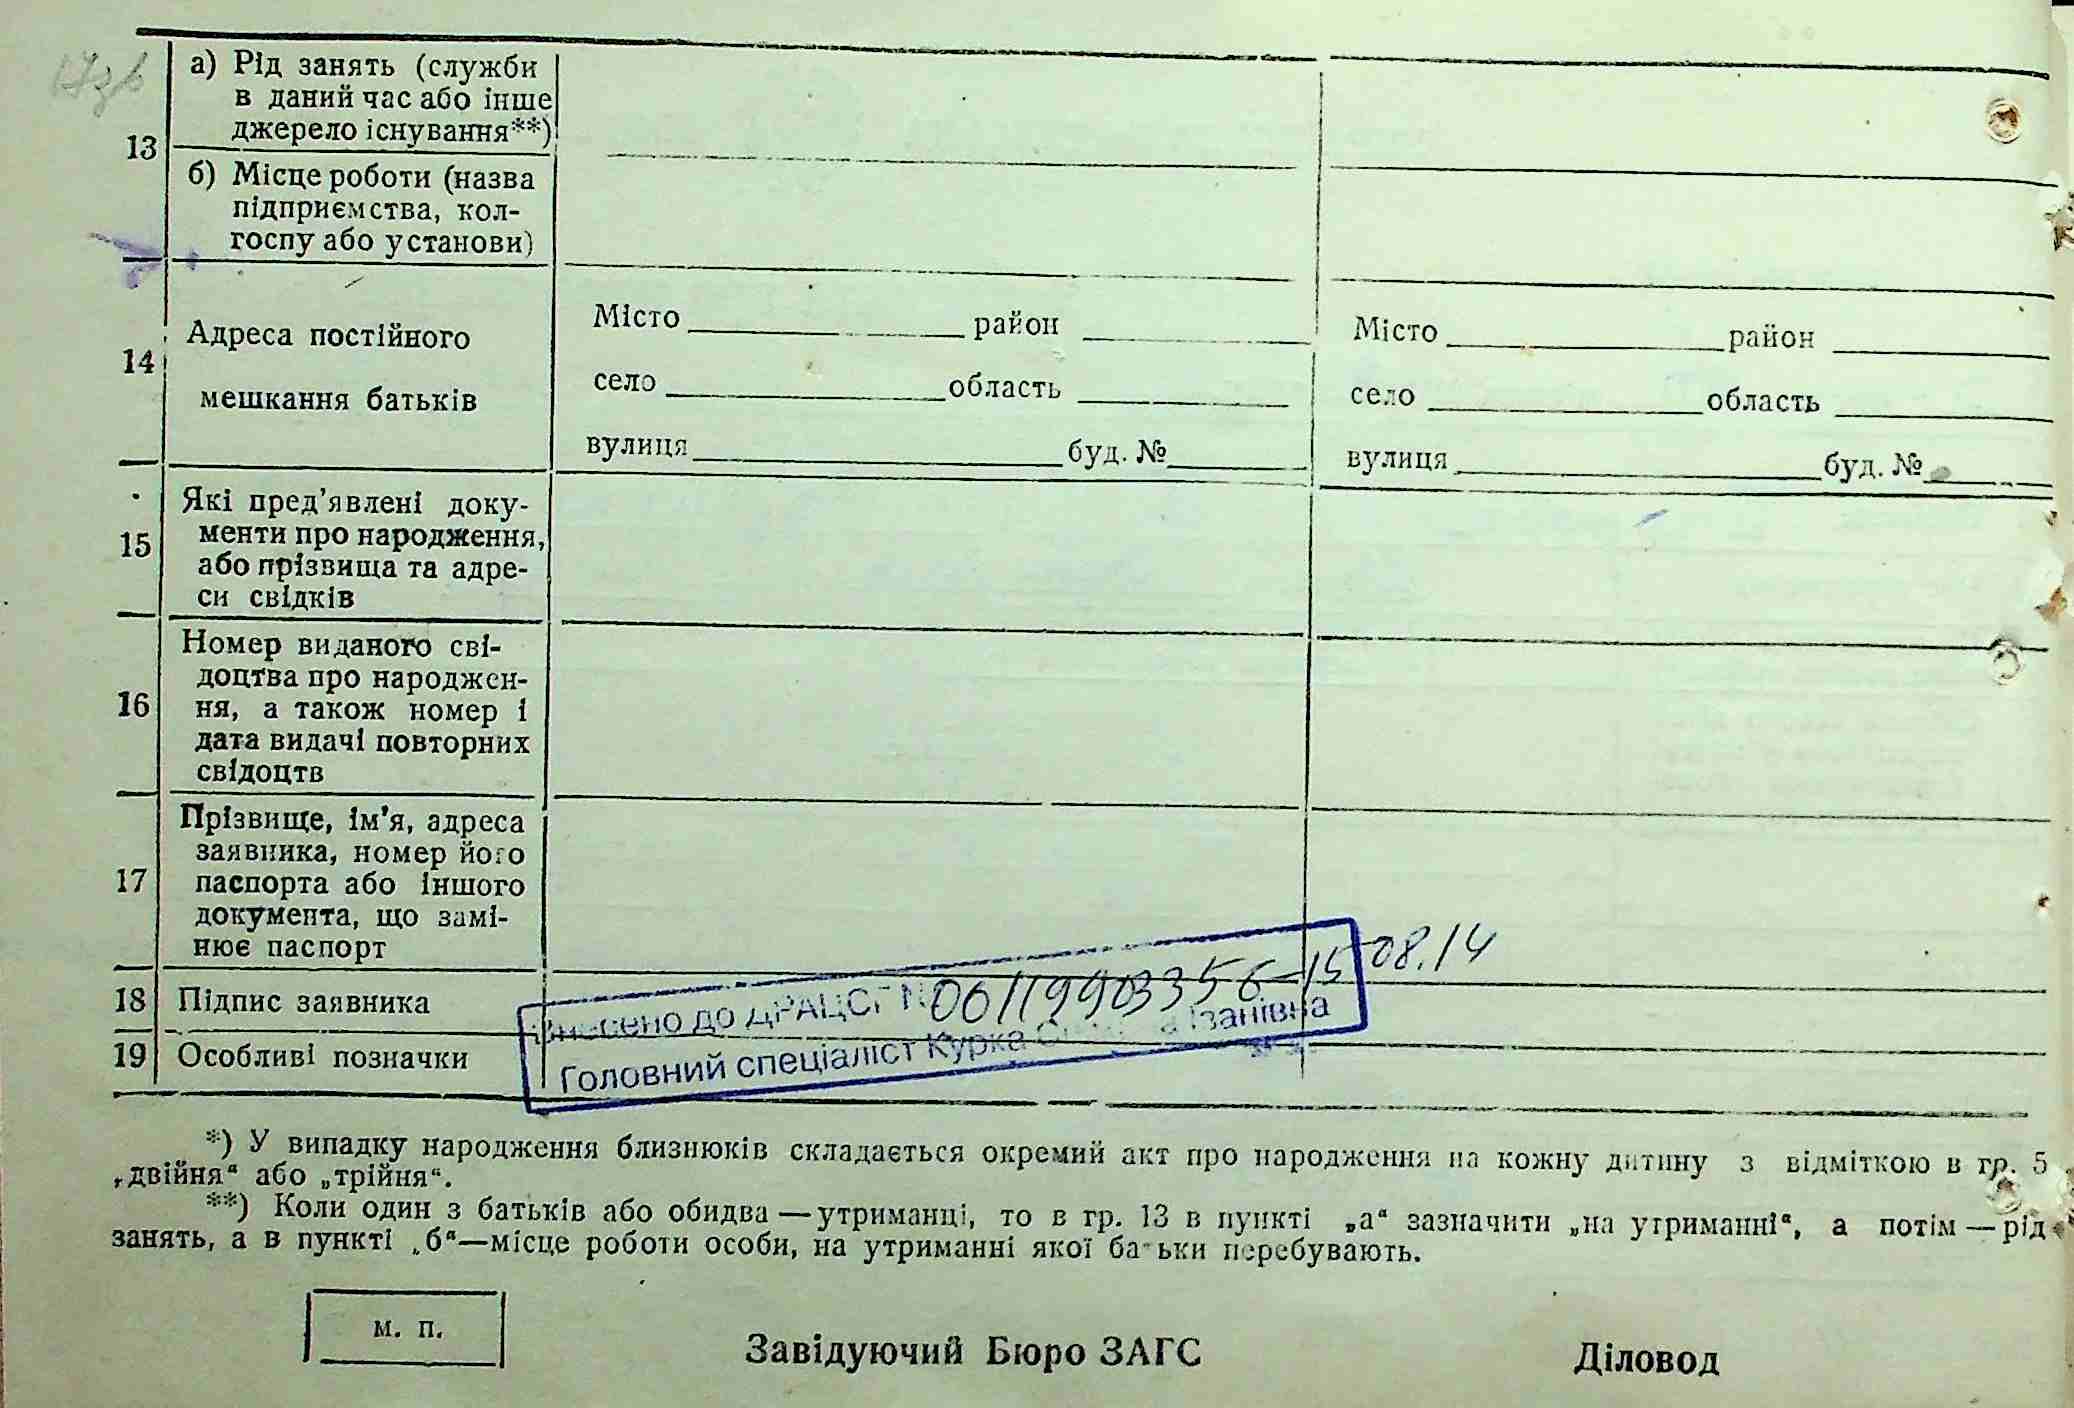 13
а) Рід занять (служби
в даний час або інше
джерело існування**)
б) Місце роботи (назва
підприємства, кол-
госпу або установи)
14
Адреса постійного
мешкання батьків
Місто район
село область
вулиця буд. №
Місто район
село область
вулиця буд. №
15
Які пред'явлені доку-
менти про народження,
або прізвища та адре-
си свідків
16
Номер виданого сві-
доцтва про народжен-
ня, а також номер і
дата видачі повторних
свідоцтв
17
Прізвище, ім'я, адреса
заявника, номер його
паспорта або іншого
документа, що замі-
нює паспорт
18 Підпис заявника
19 Особливі позначки
до ДРАЦСГ № 06119903356-15-08.14
Головний спеціаліст Курка Іванівна
*) У випадку народження близнюків складається окремий акт про народження на кожну дитину з відміткою в гр. 5
„двійня“ або „трійня“.
**) Коли один з батьків або обидва — утриманці, то в гр. 13 в пункті „а“ зазначити „на утриманні“, а потім — рід
занять, а в пункті „б“—місце роботи особи, на утриманні якої батьки перебувають.
м. п.
Завідуючий Бюро ЗАГС Діловод